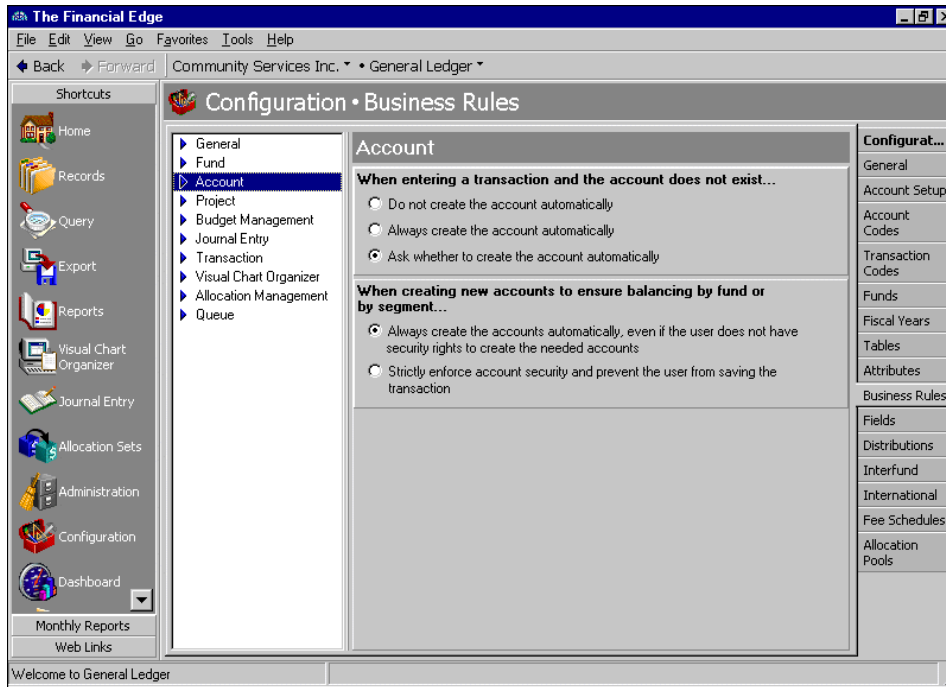 The Financial Edge
File Edit View Go Favorites Tools Help
Back Forward Community Services Inc. • General Ledger
Shortcuts
Home
Records
Query
Export
Reports
Visual Chart
Organizer
Journal Entry
Allocation Sets
Administration
Configuration
Dashboard
Monthly Reports
Web Links
Configuration • Business Rules
General
Fund
Account
Project
Budget Management
Journal Entry
Transaction
Visual Chart Organizer
Allocation Management
Queue
Account
When entering a transaction and the account does not exist...
Do not create the account automatically
Always create the account automatically
Ask whether to create the account automatically
When creating new accounts to ensure balancing by fund or
by segment...
Always create the accounts automatically, even if the user does not have
security rights to create the needed accounts
Strictly enforce account security and prevent the user from saving the
transaction
Configurat...
General
Account Setup
Account
Codes
Transaction
Codes
Funds
Fiscal Years
Tables
Attributes
Business Rules
Fields
Distributions
Interfund
International
Fee Schedules
Allocation
Pools
Welcome to General Ledger